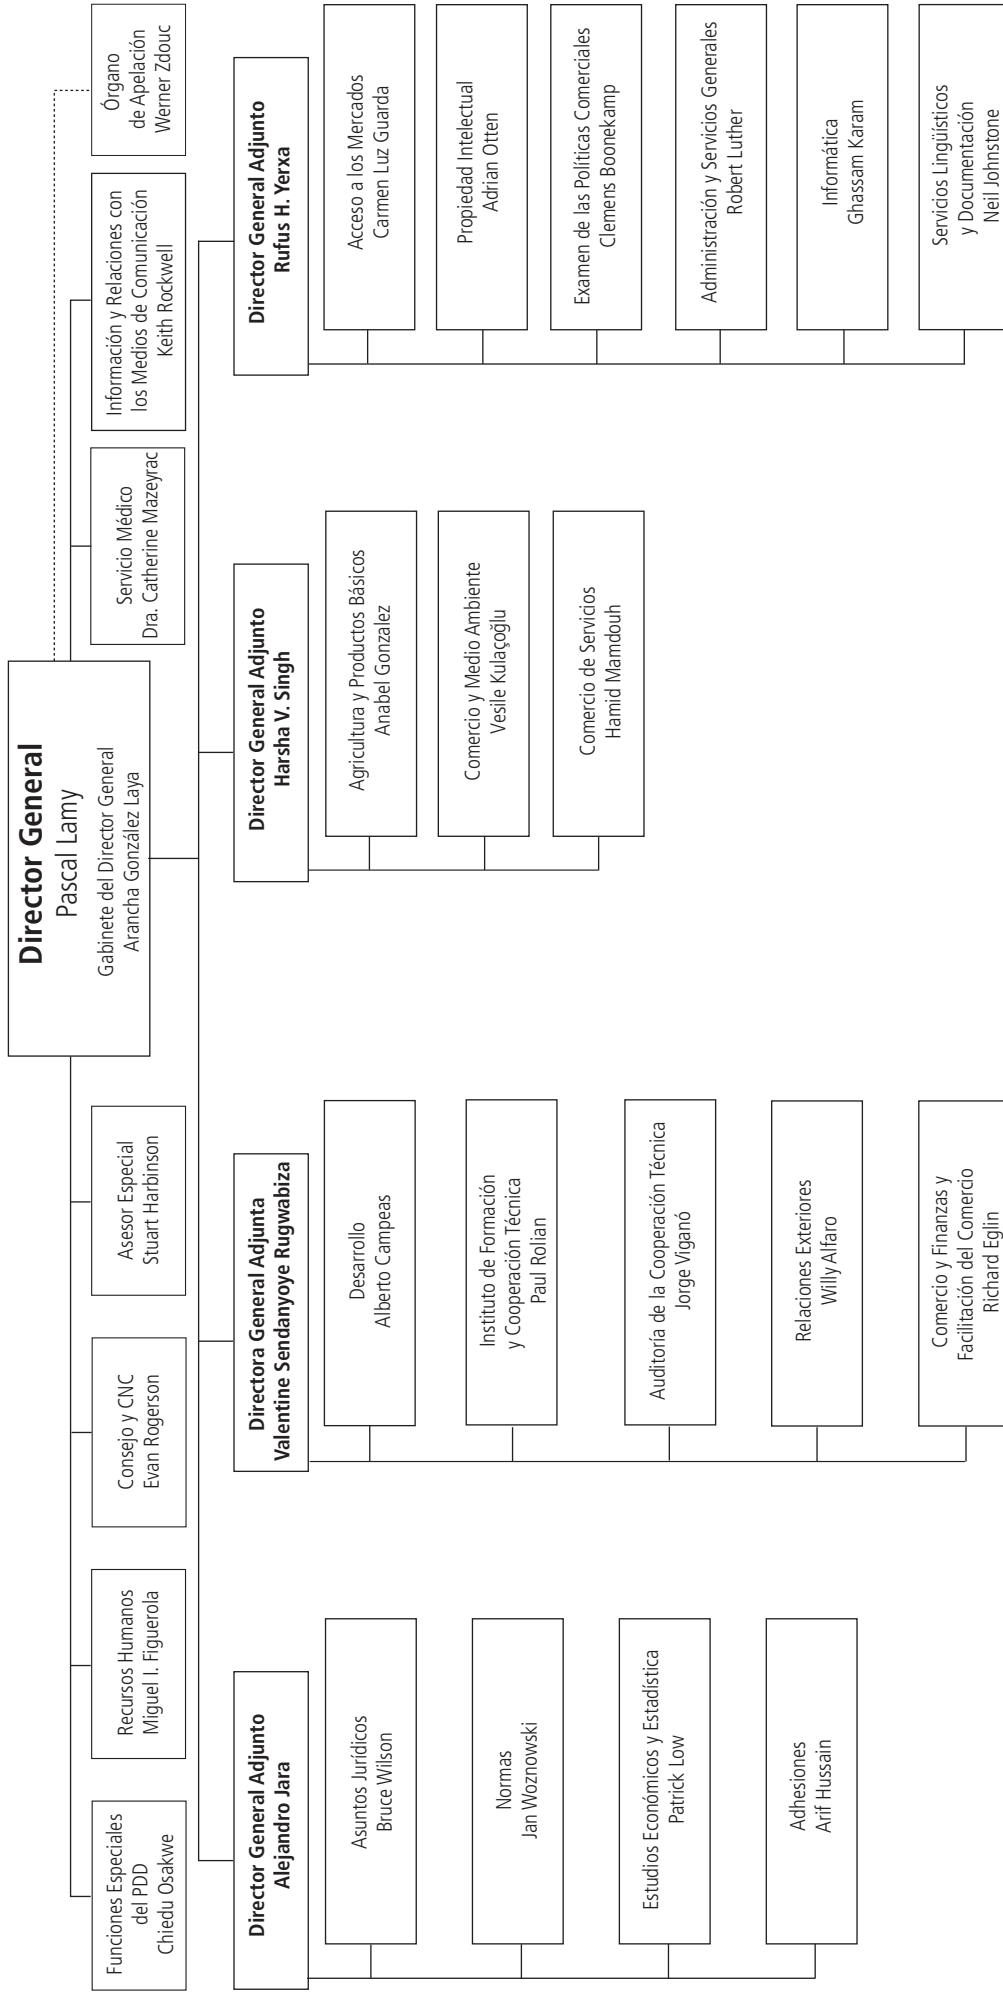 Director General
Pascal Lamy
Gabinete del Director General
Arancha González Laya
Funciones Especiales
del PDD
Chiedu Osakwe
Recursos Humanos
Miguel I. Figuerola
Consejo y CNC
Evan Rogerson
Asesor Especial
Stuart Harbinson
Servicio Médico
Dra. Catherine Mazeyrac
Información y Relaciones con
los Medios de Comunicación
Keith Rockwell
Órgano
de Apelación
Werner Zdouc
Director General Adjunto
Alejandro Jara
Asuntos Jurídicos
Bruce Wilson
Normas
Jan Woznowski
Estudios Económicos y Estadística
Patrick Low
Adhesiones
Arif Hussain
Directora General Adjunta
Valentine Sendanyoye Rugwabiza
Desarrollo
Alberto Campeas
Instituto de Formación
y Cooperación Técnica
Paul Rolian
Auditoría de la Cooperación Técnica
Jorge Viganó
Relaciones Exteriores
Willy Alfaro
Comercio y Finanzas y
Facilitación del Comercio
Richard Eglin
Director General Adjunto
Harsha V. Singh
Agricultura y Productos Básicos
Anabel Gonzalez
Comercio y Medio Ambiente
Vesile Kulaçoğlu
Comercio de Servicios
Hamid Mamdouh
Director General Adjunto
Rufus H. Yerxa
Acceso a los Mercados
Carmen Luz Guarda
Propiedad Intelectual
Adrian Otten
Examen de las Políticas Comerciales
Clemens Boonekamp
Administración y Servicios Generales
Robert Luther
Informática
Ghassam Karam
Servicios Lingüísticos
y Documentación
Neil Johnstone